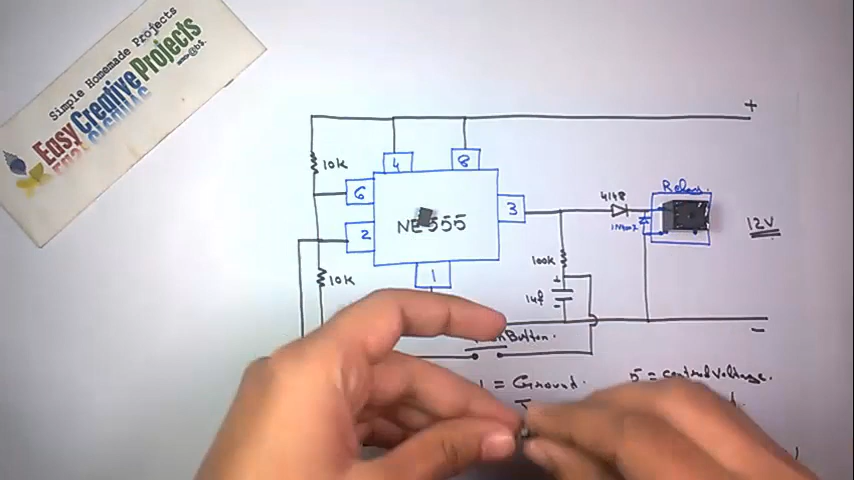 Simple Homemade Projects
Easy Creative Projects
+
10k
4
8
6
2
3
NE555
1
10k
4148
Relay.
12V
100k
1uf
+
-
-
Button.
= Ground.
5 = control voltage.